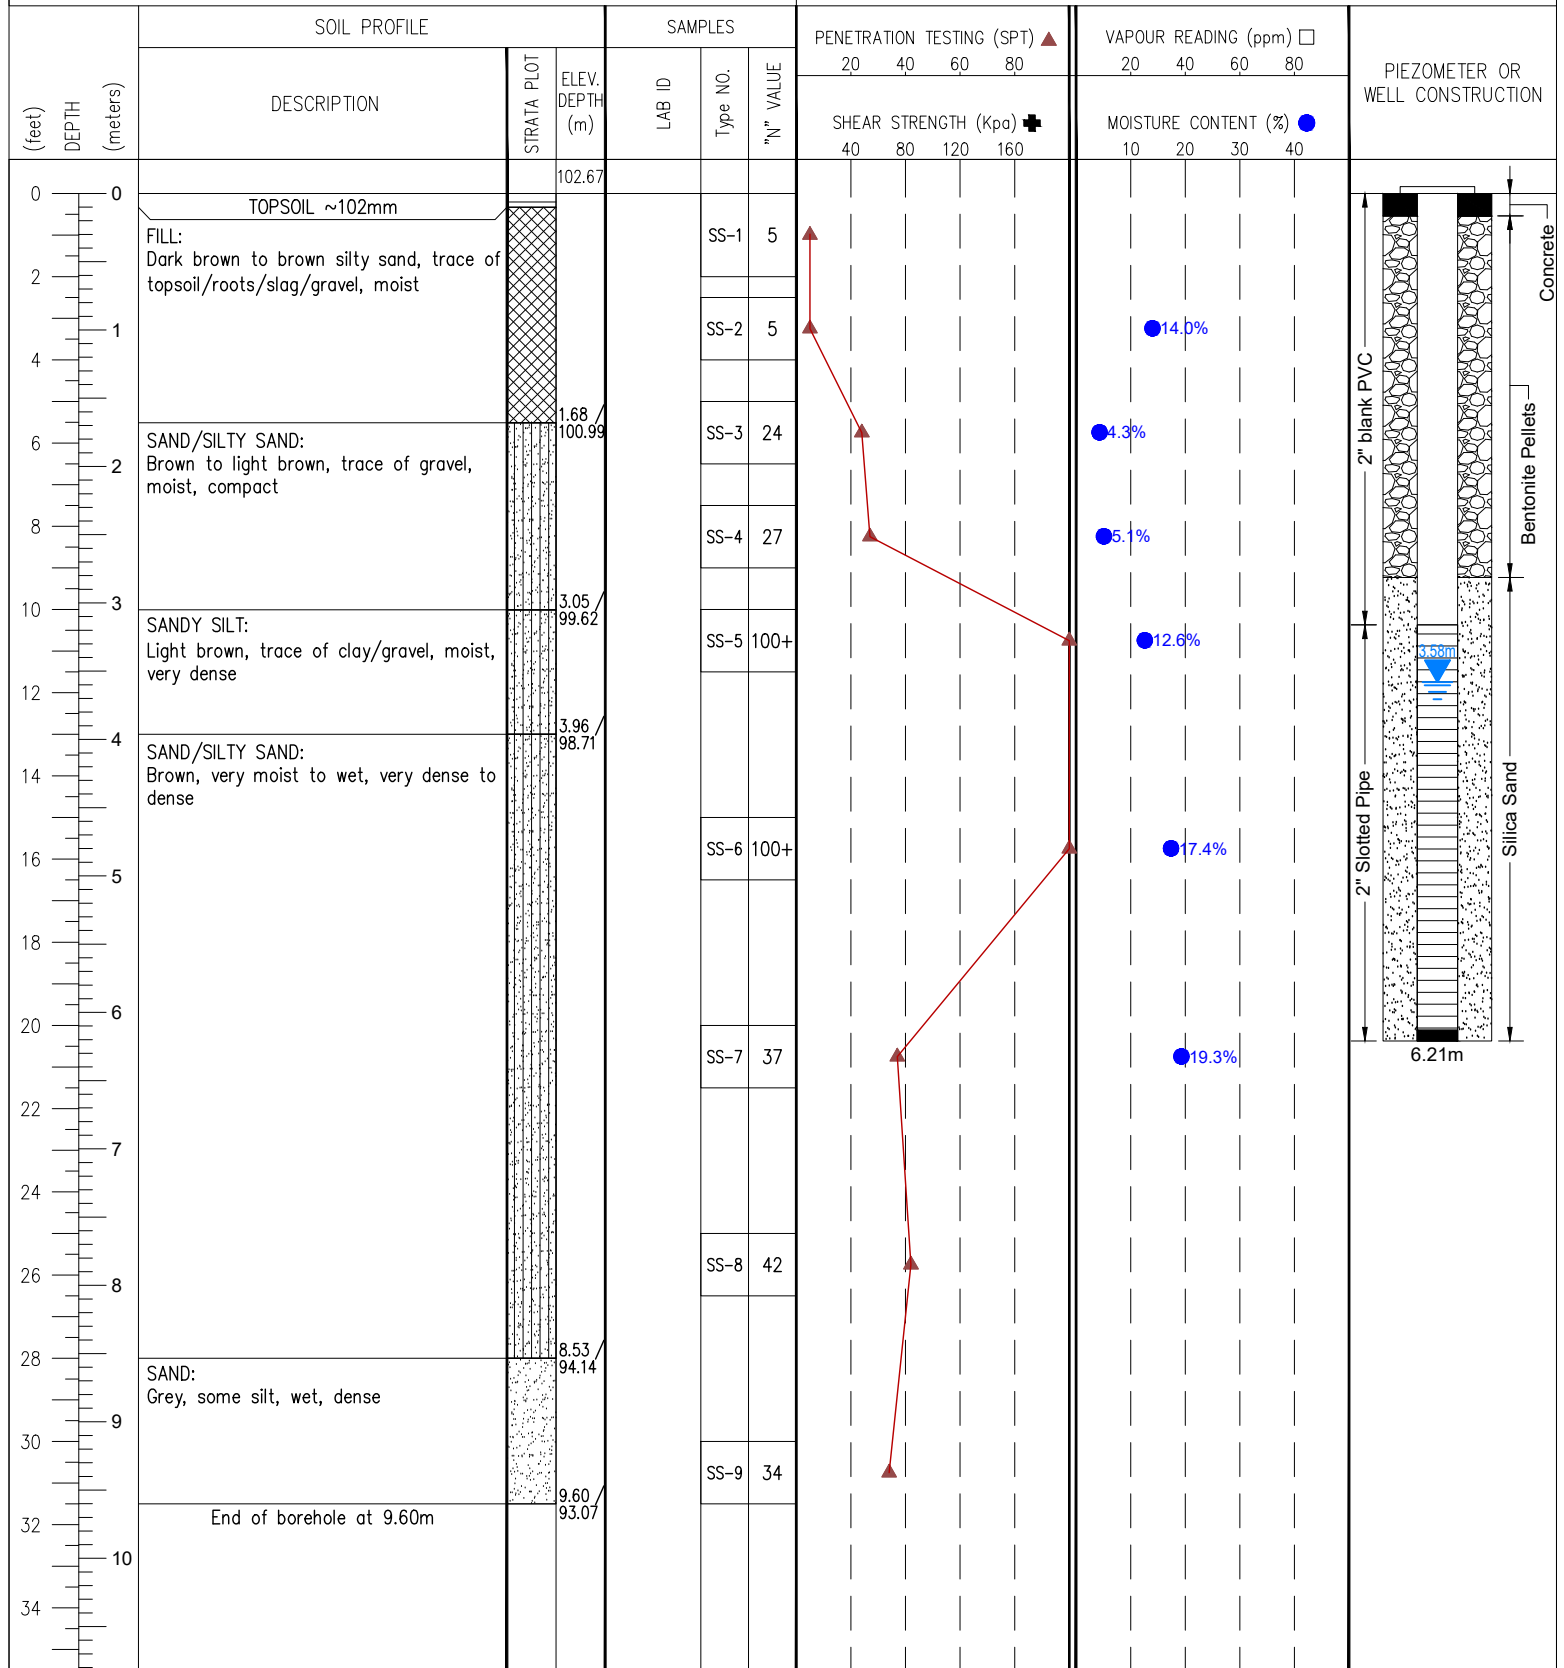 SOIL PROFILE
SAMPLES
PENETRATION TESTING (SPT)
20 40 60 80
SHEAR STRENGTH (Kpa)
40 80 120 160
VAPOUR READING (ppm)
20 40 60 80
MOISTURE CONTENT (%)
10 20 30 40
PIEZOMETER OR
WELL CONSTRUCTION
(feet)
DEPTH
(meters)
DESCRIPTION
STRATA PLOT
ELEV.
DEPTH
(m)
LAB ID
Type NO.
"N" VALUE
102.67
0
2
4
6
8
10
12
14
16
18
20
22
24
26
28
30
32
34
0
1
2
3
4
5
6
7
8
9
10
TOPSOIL ~102mm
FILL:
Dark brown to brown silty sand, trace of
topsoil/roots/slag/gravel, moist
1.68
100.99
SAND/SILTY SAND:
Brown to light brown, trace of gravel,
moist, compact
3.05
99.62
SANDY SILT:
Light brown, trace of clay/gravel, moist,
very dense
3.96
98.71
SAND/SILTY SAND:
Brown, very moist to wet, very dense to
dense
8.53
94.14
SAND:
Grey, some silt, wet, dense
9.60
93.07
End of borehole at 9.60m
SS-1 5
SS-2 5
14.0%
SS-3 24
4.3%
SS-4 27
5.1%
SS-5 100+
12.6%
SS-6 100+
17.4%
SS-7 37
19.3%
SS-8 42
SS-9 34
2" blank PVC
2" Slotted Pipe
3.58m
6.21m
Concrete
Bentonite Pellets
Silica Sand